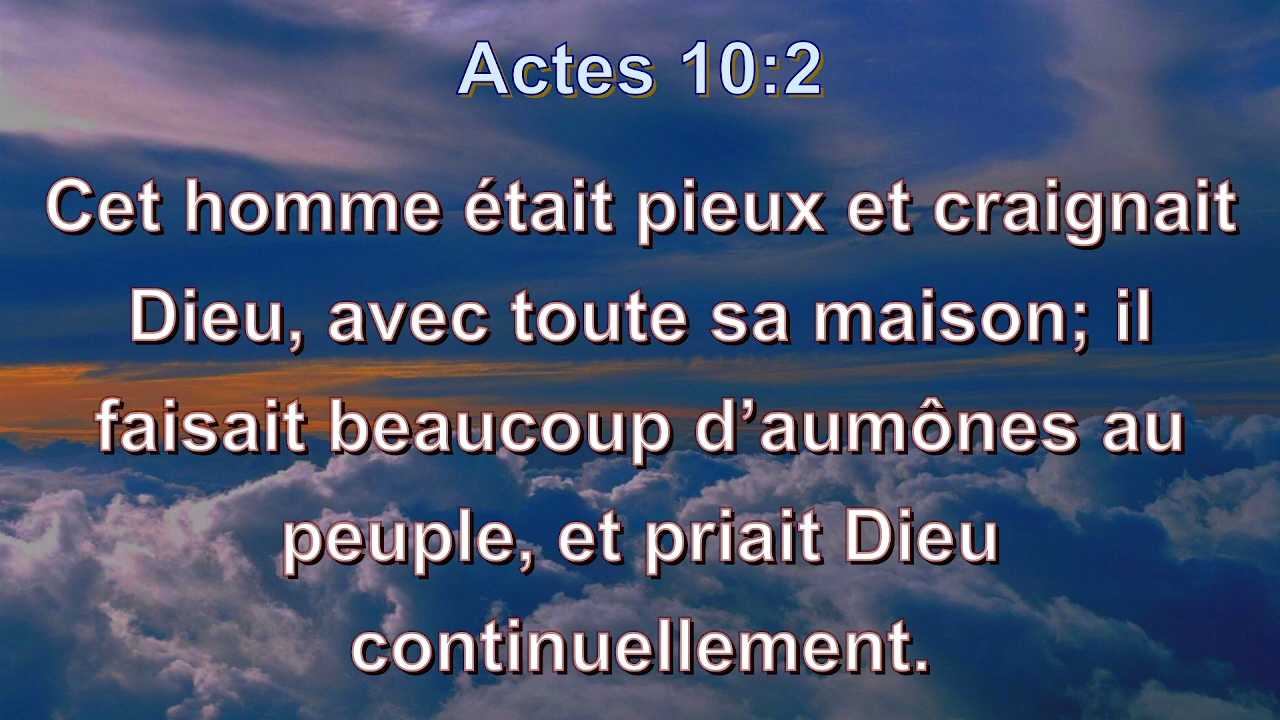 Actes 10:2
Cet homme était pieux et craignait
Dieu, avec toute sa maison; il
faisait beaucoup d’aumônes au
peuple, et priait Dieu
continuellement.